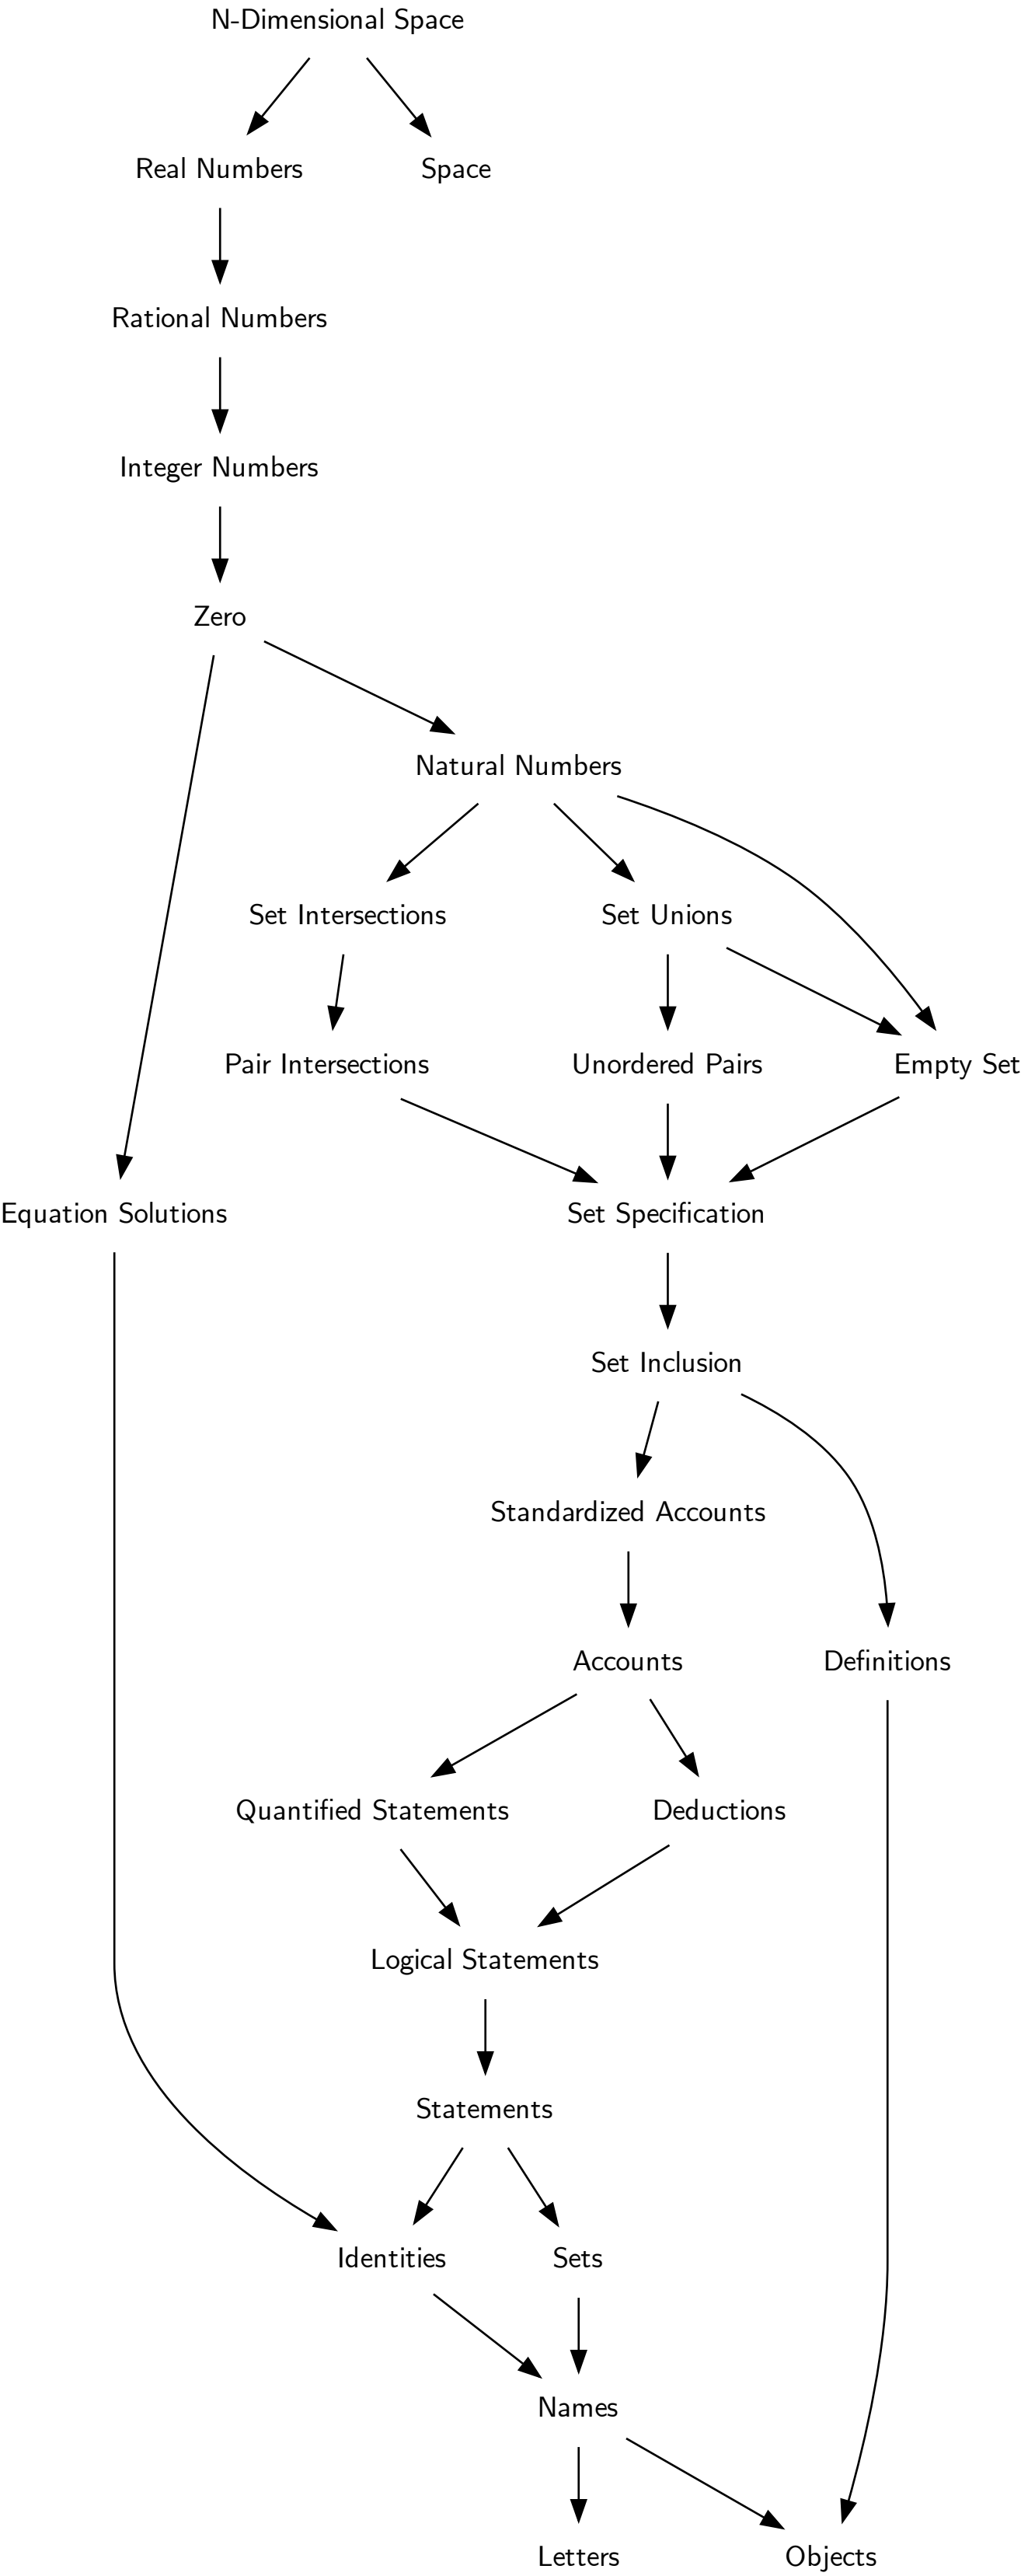 N-Dimensional Space
Real Numbers
Space
Rational Numbers
Integer Numbers
Zero
Natural Numbers
Set Intersections
Set Unions
Pair Intersections
Unordered Pairs
Empty Set
Equation Solutions
Set Specification
Set Inclusion
Standardized Accounts
Accounts
Definitions
Quantified Statements
Deductions
Logical Statements
Statements
Identities
Sets
Names
Letters
Objects